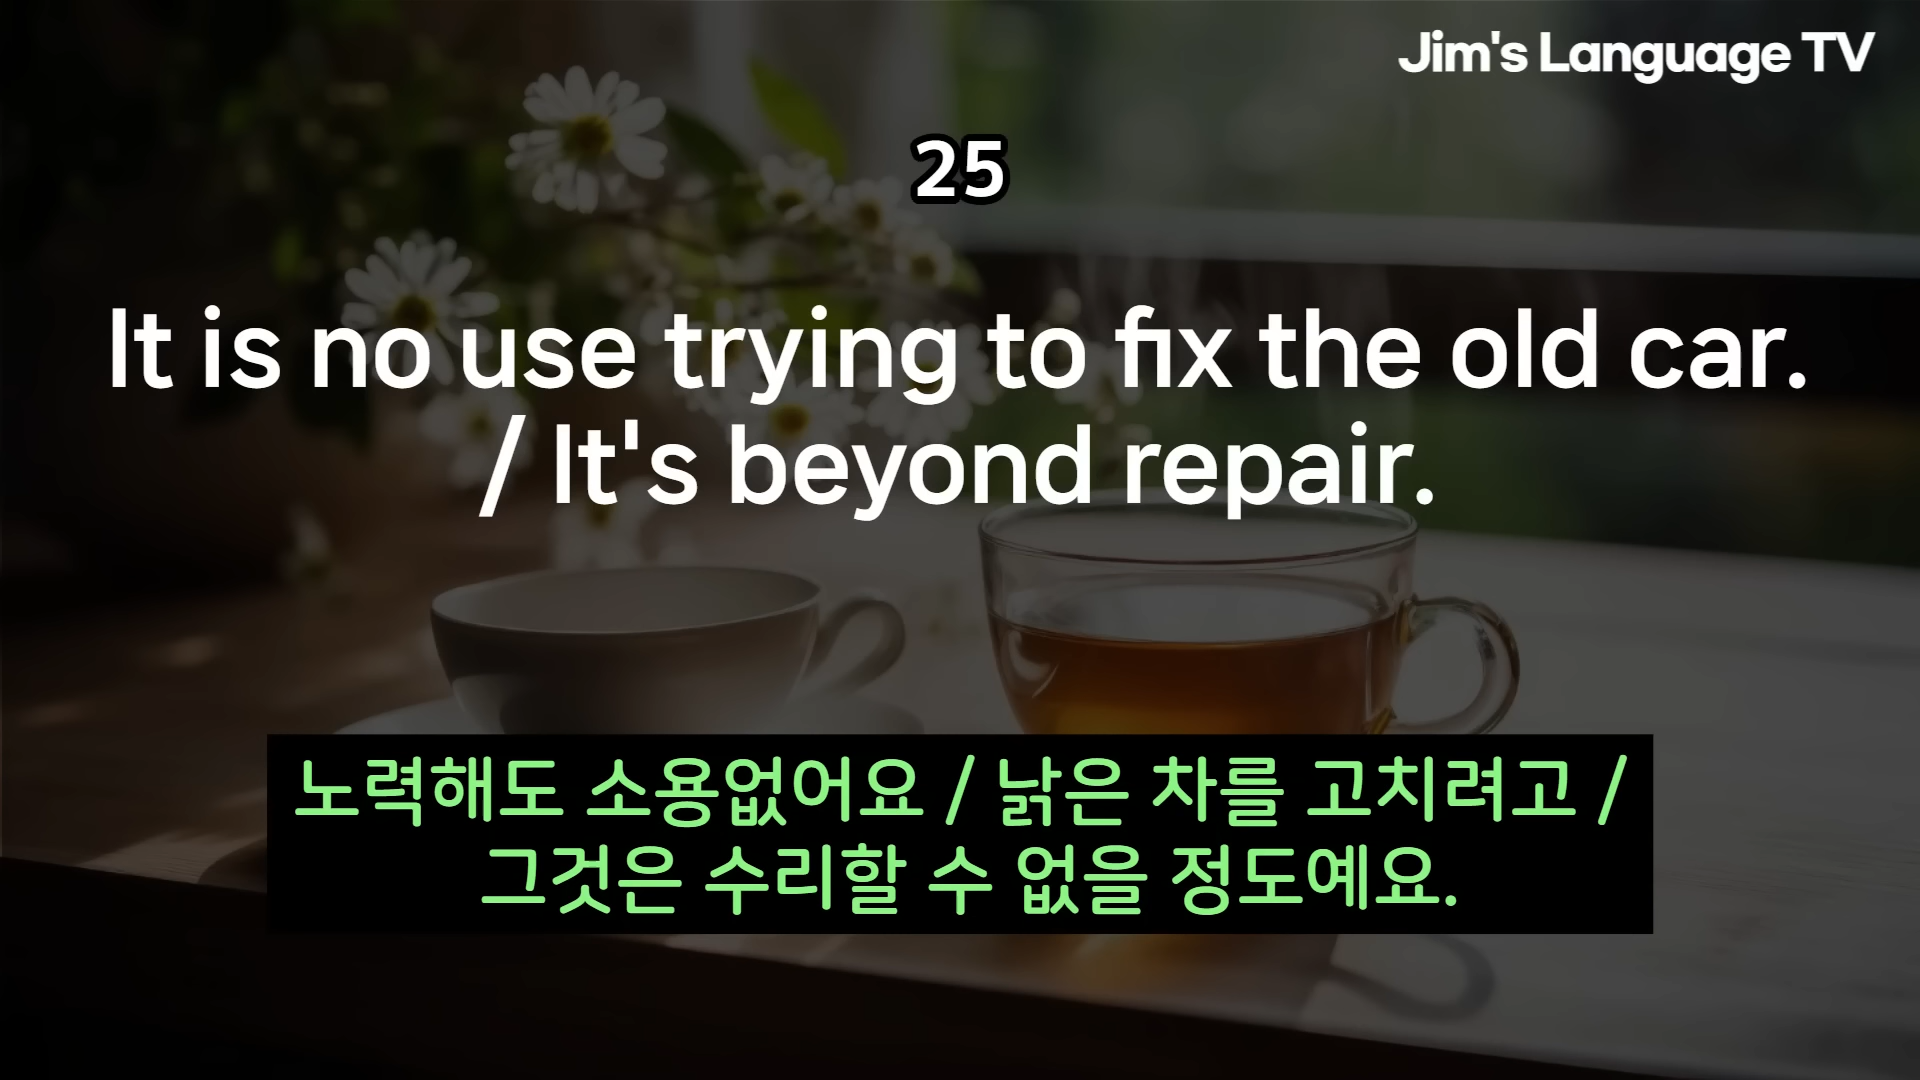 Jim's Language TV
25
It is no use trying to fix the old car.
/ It's beyond repair.
노력해도 소용없어요 / 낡은 차를 고치려고 /
그것은 수리할 수 없을 정도예요.